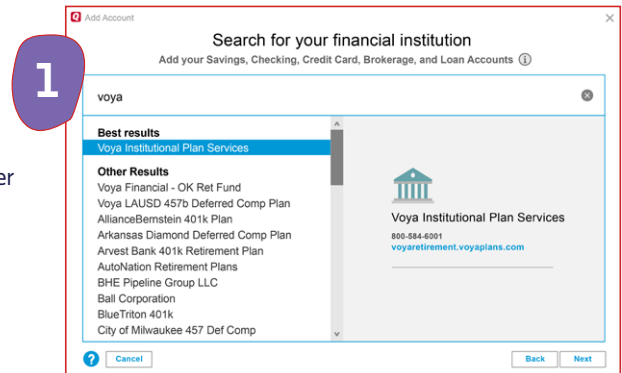 Add Account
Search for your financial institution
Add your Savings, Checking, Credit Card, Brokerage, and Loan Accounts
1
er
voya
Best results
Voya Institutional Plan Services
Other Results
Voya Financial - OK Ret Fund
Voya LAUSD 457b Deferred Comp Plan
AllianceBernstein 401k Plan
Arkansas Diamond Deferred Comp Plan
Arvest Bank 401k Retirement Plan
AutoNation Retirement Plans
BHE Pipeline Group LLC
Ball Corporation
BlueTriton 401k
City of Milwaukee 457 Def Comp
Voya Institutional Plan Services
800-584-6001
voyaretirement.voyaplans.com
? Cancel Back Next